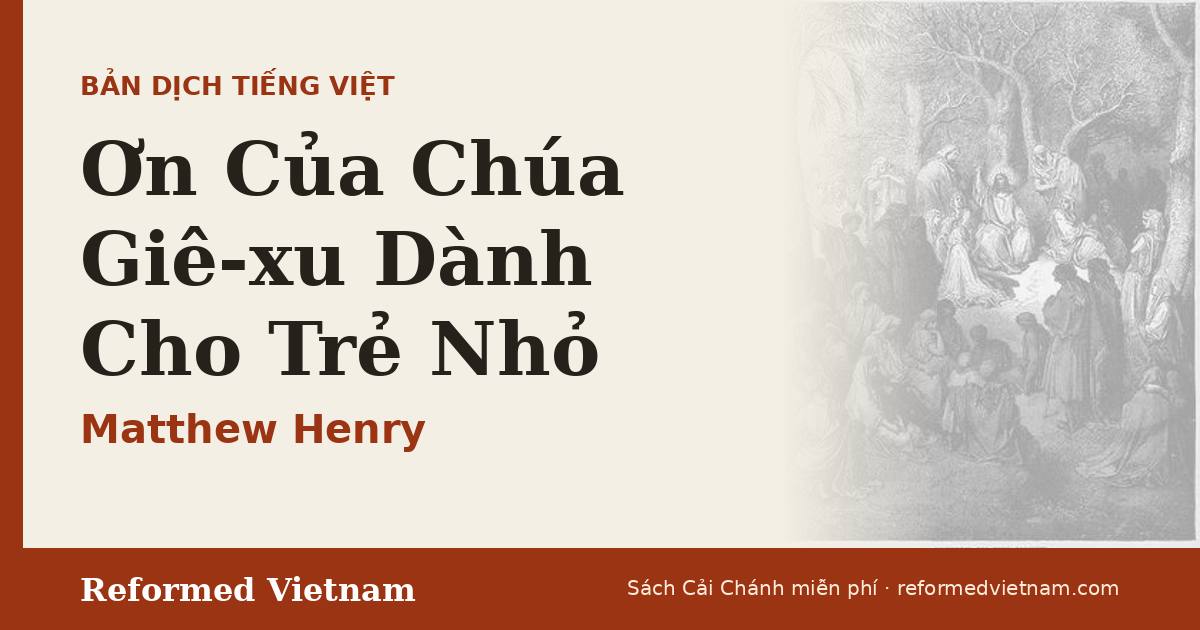 BẢN DỊCH TIẾNG VIỆT
Ơn Của Chúa
Giê-xu Dành
Cho Trẻ Nhỏ
Matthew Henry
Reformed Vietnam
Sách Cải Chánh miễn phí · reformedvietnam.com